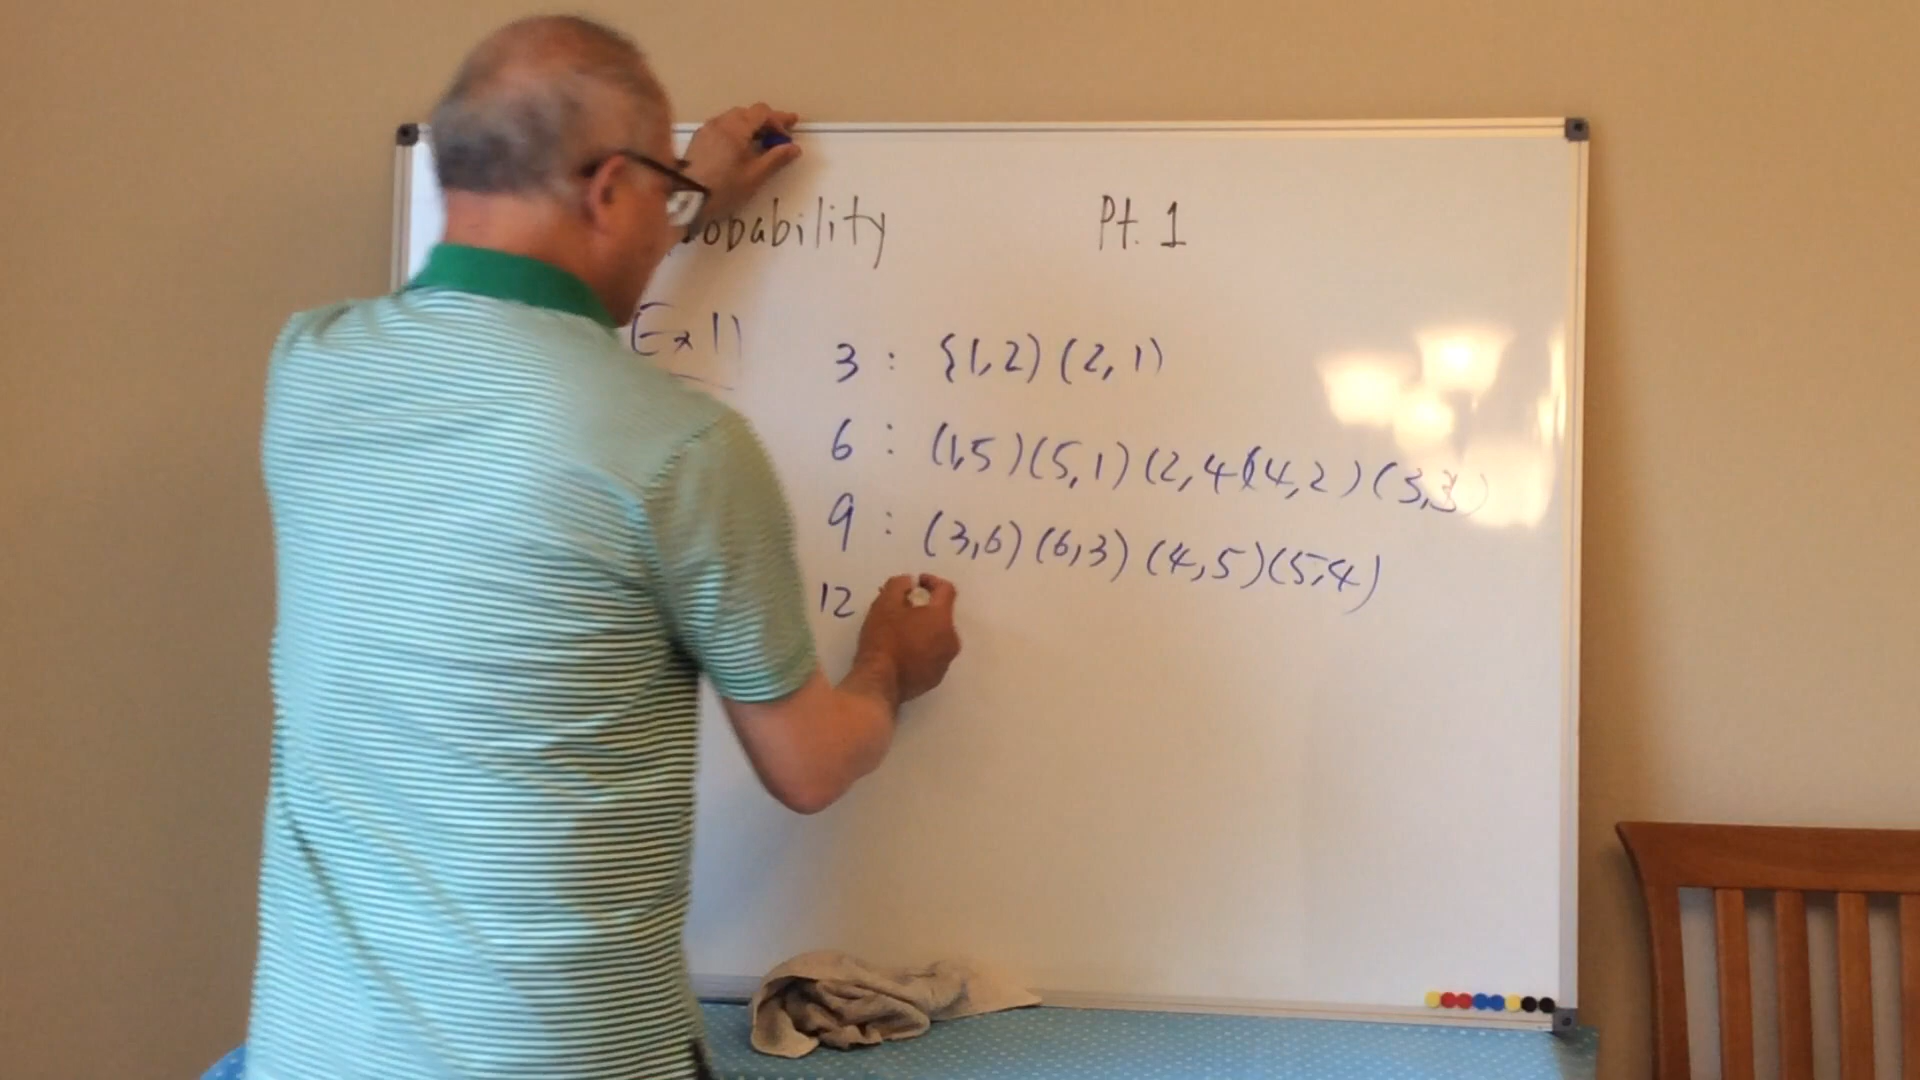 obability Pt. 1
Ex 1)
3 : {1,2) (2, 1)
6 : (1,5) (5,1) (2,4)(4,2) (3,3)
9 : (3,6) (6,3) (4,5) (5,4)
12